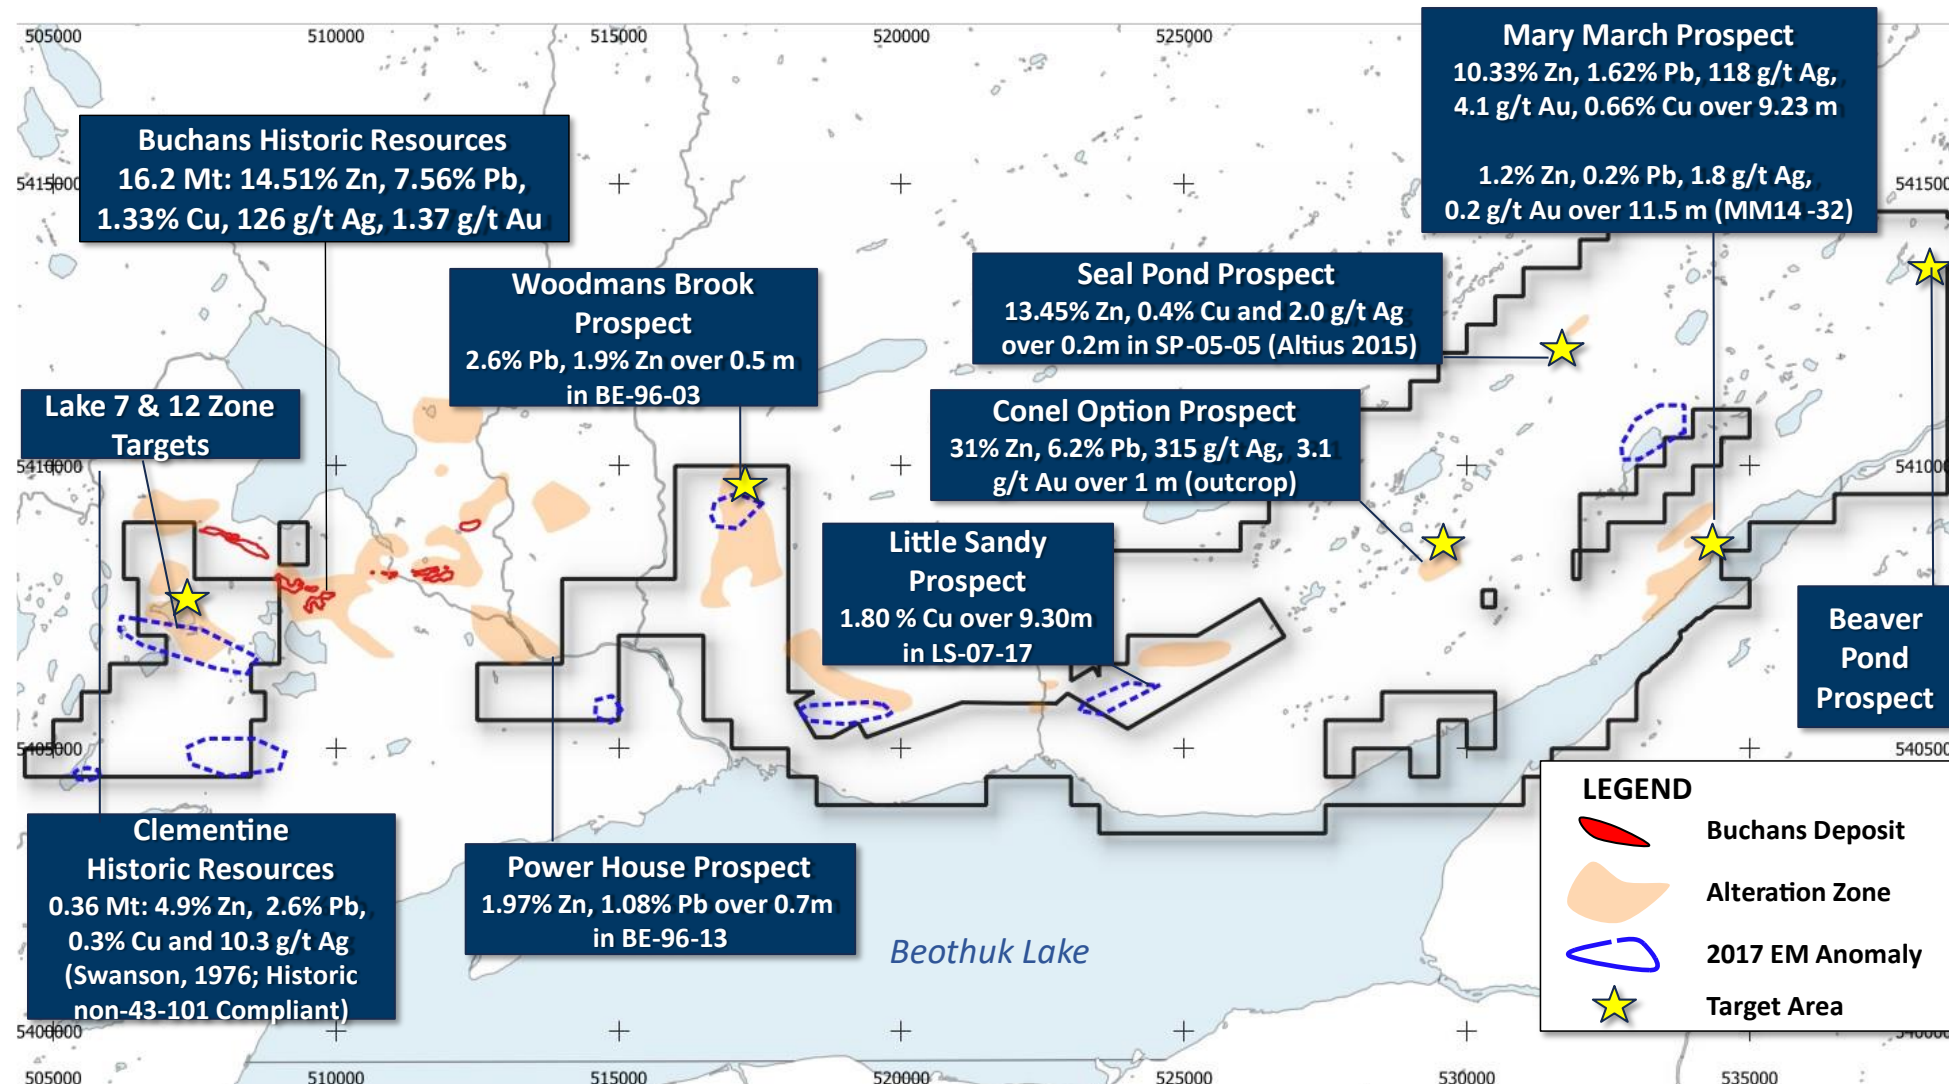 505000
510000
515000
520000
525000
Mary March Prospect
10.33% Zn, 1.62% Pb, 118 g/t Ag,
4.1 g/t Au, 0.66% Cu over 9.23 m
1.2% Zn, 0.2% Pb, 1.8 g/t Ag,
0.2 g/t Au over 11.5 m (MM14 -32)
Buchans Historic Resources
16.2 Mt: 14.51% Zn, 7.56% Pb,
1.33% Cu, 126 g/t Ag, 1.37 g/t Au
5415000
541500
Woodmans Brook
Prospect
2.6% Pb, 1.9% Zn over 0.5 m
in BE-96-03
Seal Pond Prospect
13.45% Zn, 0.4% Cu and 2.0 g/t Ag
over 0.2m in SP-05-05 (Altius 2015)
Lake 7 & 12 Zone
Targets
Conel Option Prospect
31% Zn, 6.2% Pb, 315 g/t Ag, 3.1
g/t Au over 1 m (outcrop)
5410000
541000
Little Sandy
Prospect
1.80 % Cu over 9.30m
in LS-07-17
Beaver
Pond
Prospect
5405000
540500
Clementine
Historic Resources
0.36 Mt: 4.9% Zn, 2.6% Pb,
0.3% Cu and 10.3 g/t Ag
(Swanson, 1976; Historic
non-43-101 Compliant)
Power House Prospect
1.97% Zn, 1.08% Pb over 0.7m
in BE-96-13
Beothuk Lake
LEGEND
Buchans Deposit
Alteration Zone
2017 EM Anomaly
Target Area
5400000
505000
510000
515000
520000
525000
530000
535000